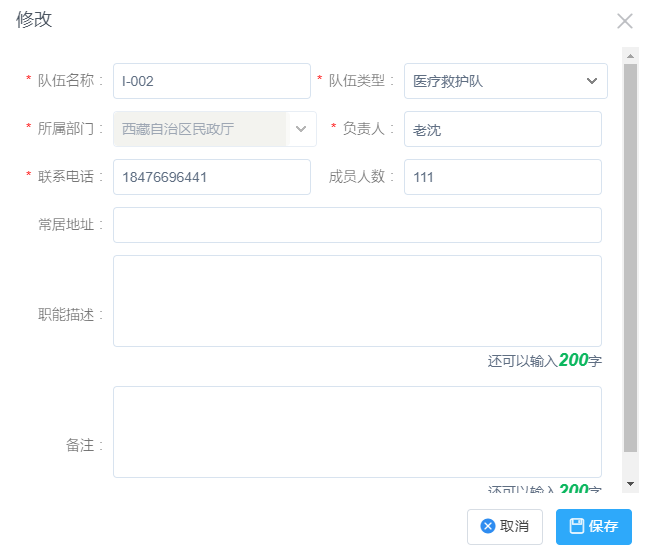 修改
* 队伍名称： I-002 * 队伍类型： 医疗救护队
* 所属部门： 西藏自治区民政厅 * 负责人： 老沈
* 联系电话： 18476696441 成员人数： 111
常居地址：
职能描述：
还可以输入200字
备注：
还可以输入200字
取消 保存